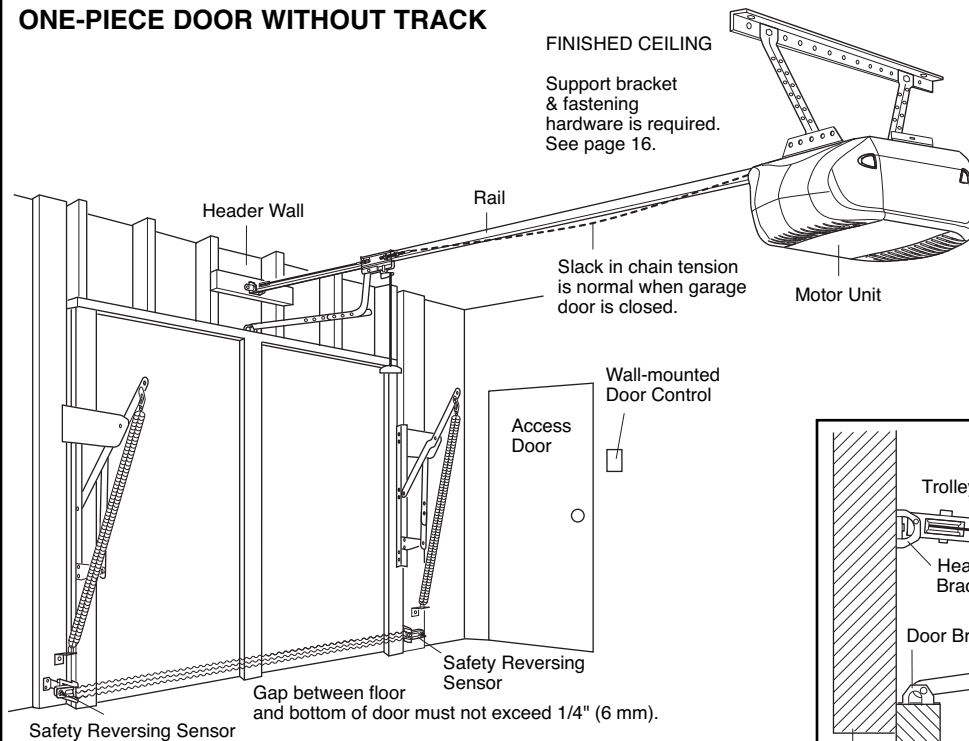 ONE-PIECE DOOR WITHOUT TRACK
FINISHED CEILING
Support bracket
& fastening
hardware is required.
See page 16.
Header Wall
Rail
Slack in chain tension
is normal when garage
door is closed.
Motor Unit
Wall-mounted
Door Control
Access
Door
Trolley
Safety Reversing
Sensor
Gap between floor
and bottom of door must not exceed 1/4" (6 mm).
Safety Reversing Sensor
Door